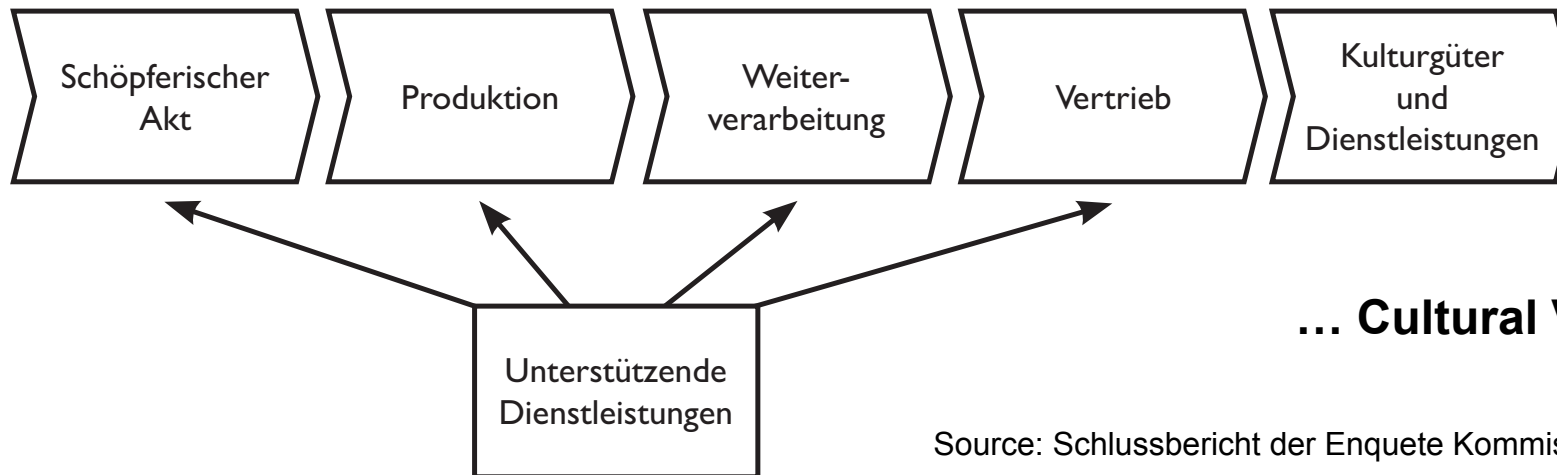 Schöpferischer
Akt
Produktion
Weiter-
verarbeitung
Vertrieb
Kulturgüter
und
Dienstleistungen
Unterstützende
Dienstleistungen
… Cultural
Source: Schlussbericht der Enquete